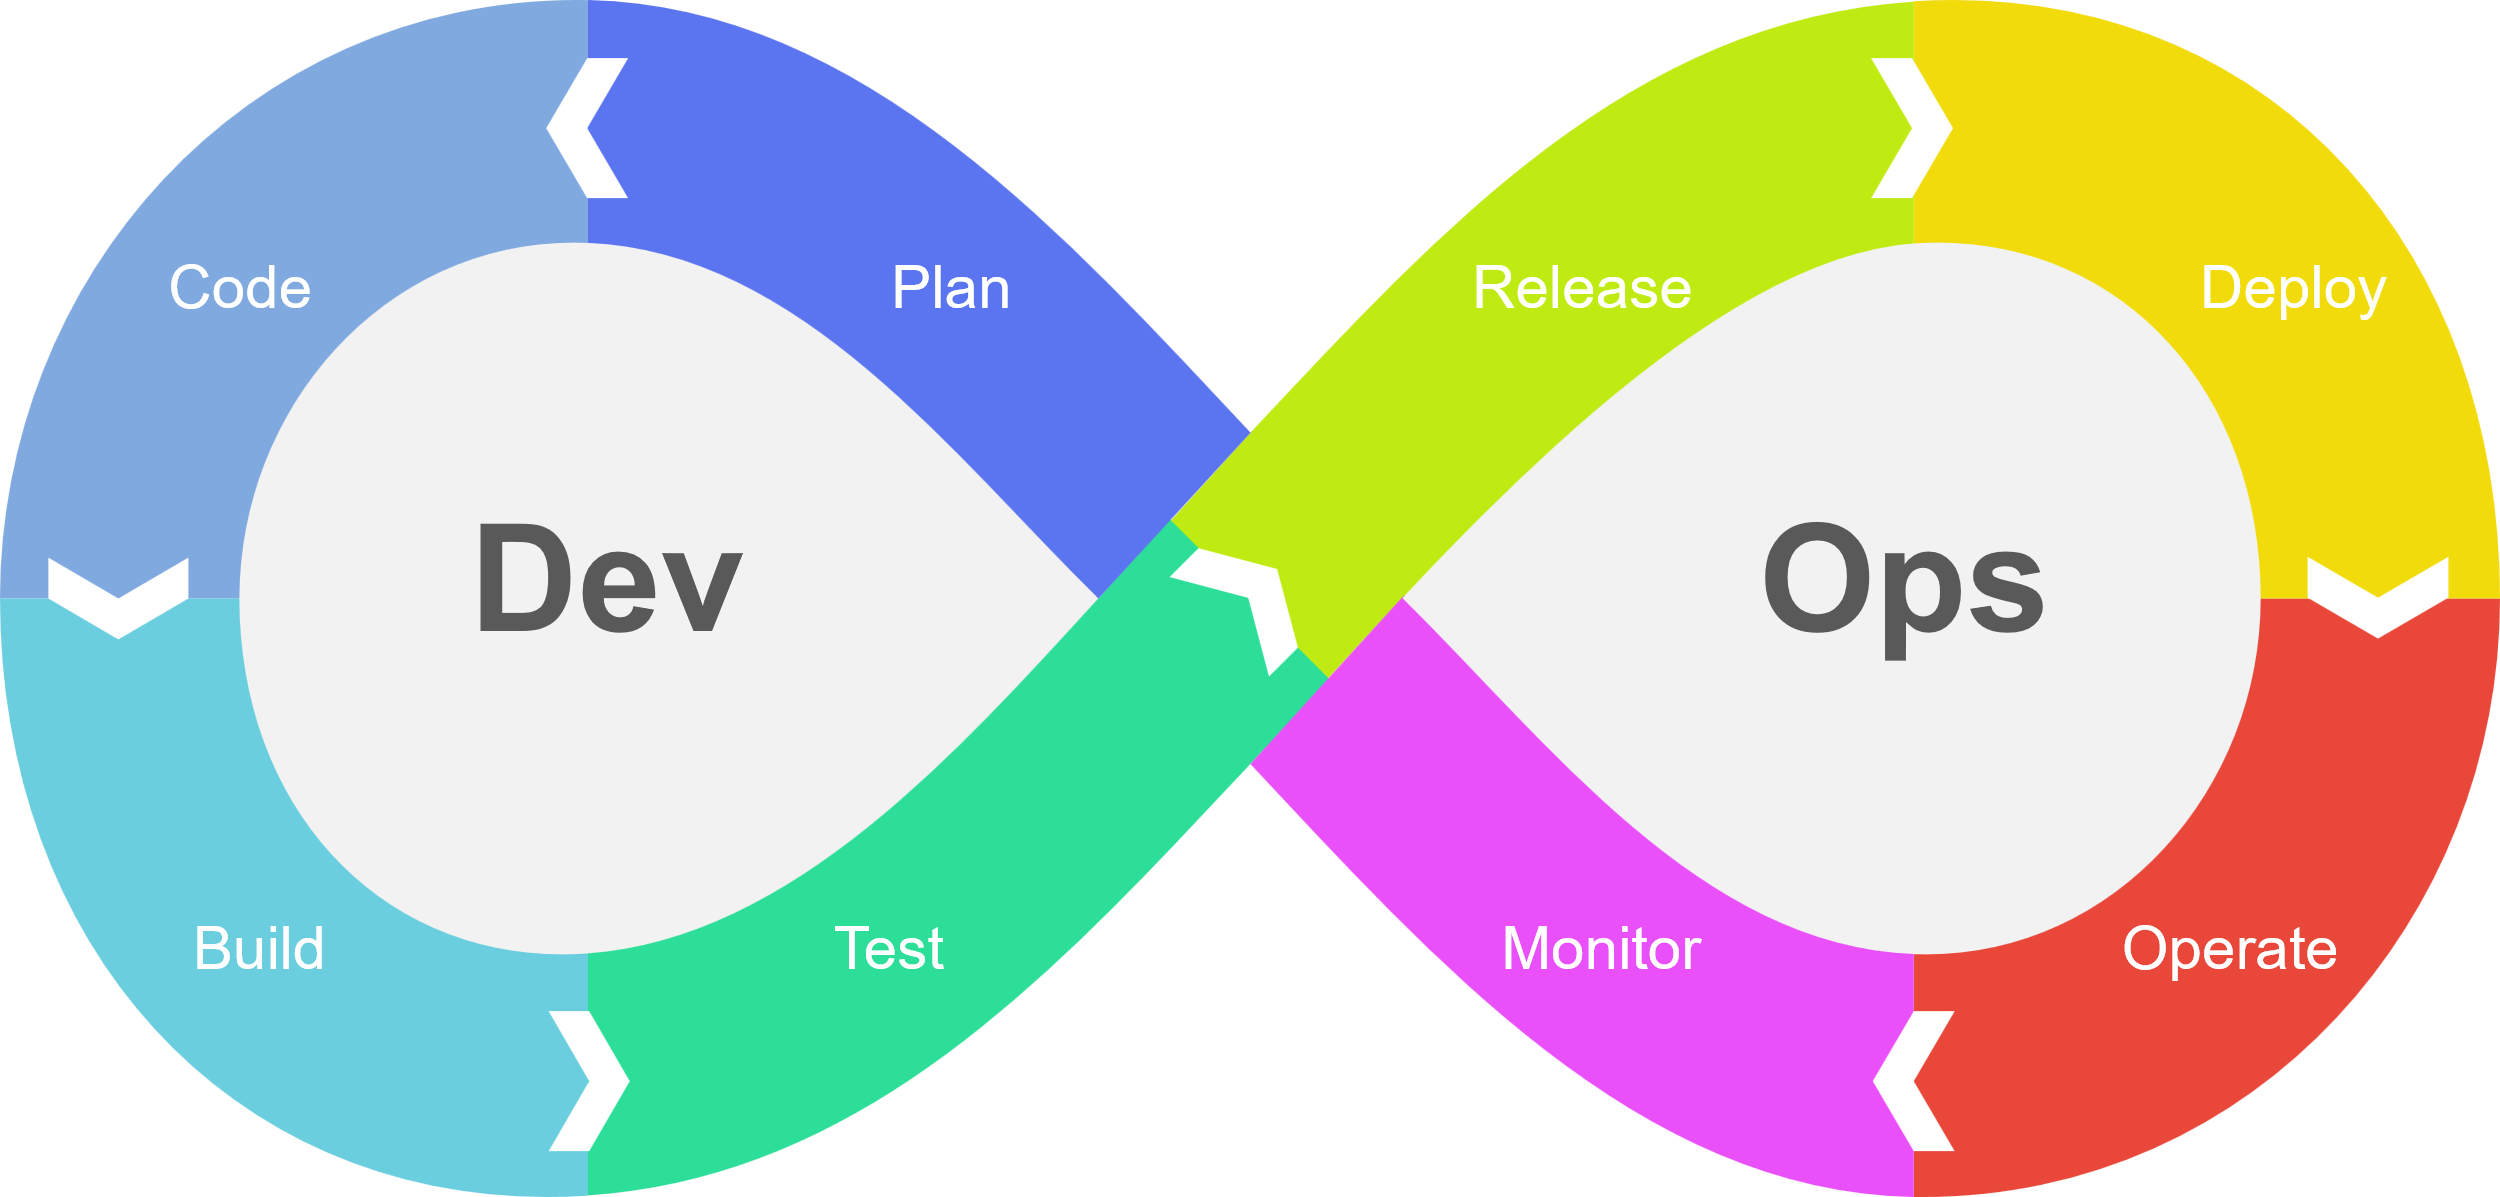 Code
Plan
Release
Deploy
Dev
Ops
Build
Test
Monitor
Operate